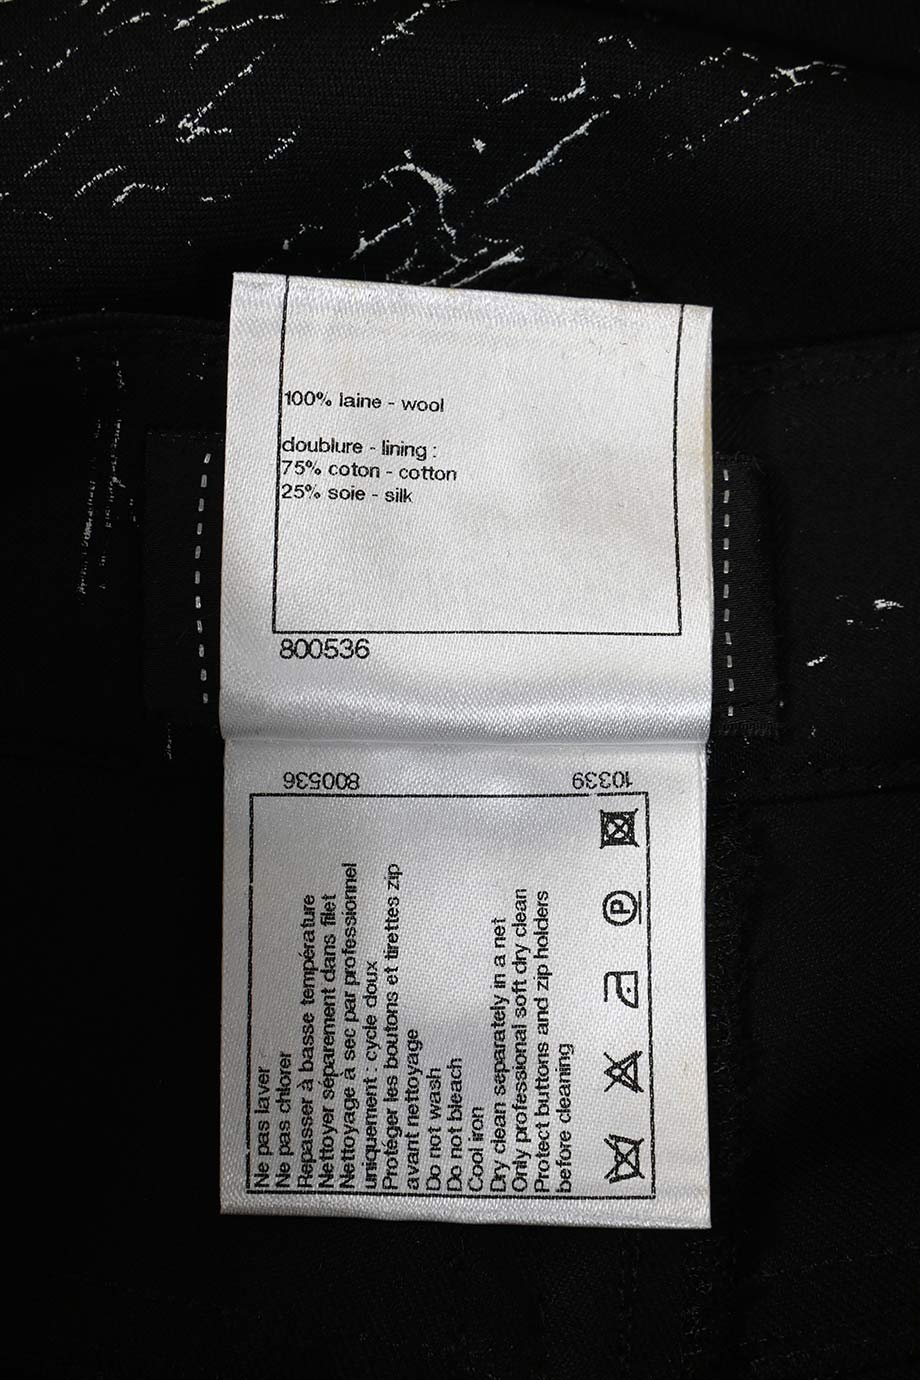 100% laine - wool
doublure - lining :
75% coton - cotton
25% soie - silk
800536
800536
10339
Ne pas laver
Ne pas chlorer
Repasser à basse température
Nettoyer séparement dans filet
Nettoyage à sec par professionnel
uniquement : cycle doux
Protéger les boutons et tirettes zip
avant nettoyage
Do not wash
Do not bleach
Cool iron
Dry clean separately in a net
Only professional soft dry clean
Protect buttons and zip holders
before cleaning
P